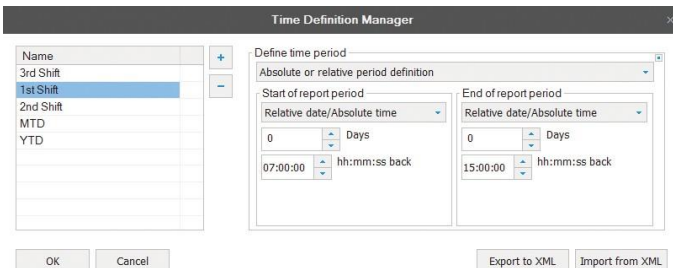 Time Definition Manager
Name
3rd Shift
1st Shift
2nd Shift
MTD
YTD
+
−
Define time period
Absolute or relative period definition
Start of report period
Relative date/Absolute time
0 Days
07:00:00 hh:mm:ss back
End of report period
Relative date/Absolute time
0 Days
15:00:00 hh:mm:ss back
OK Cancel Export to XML Import from XML